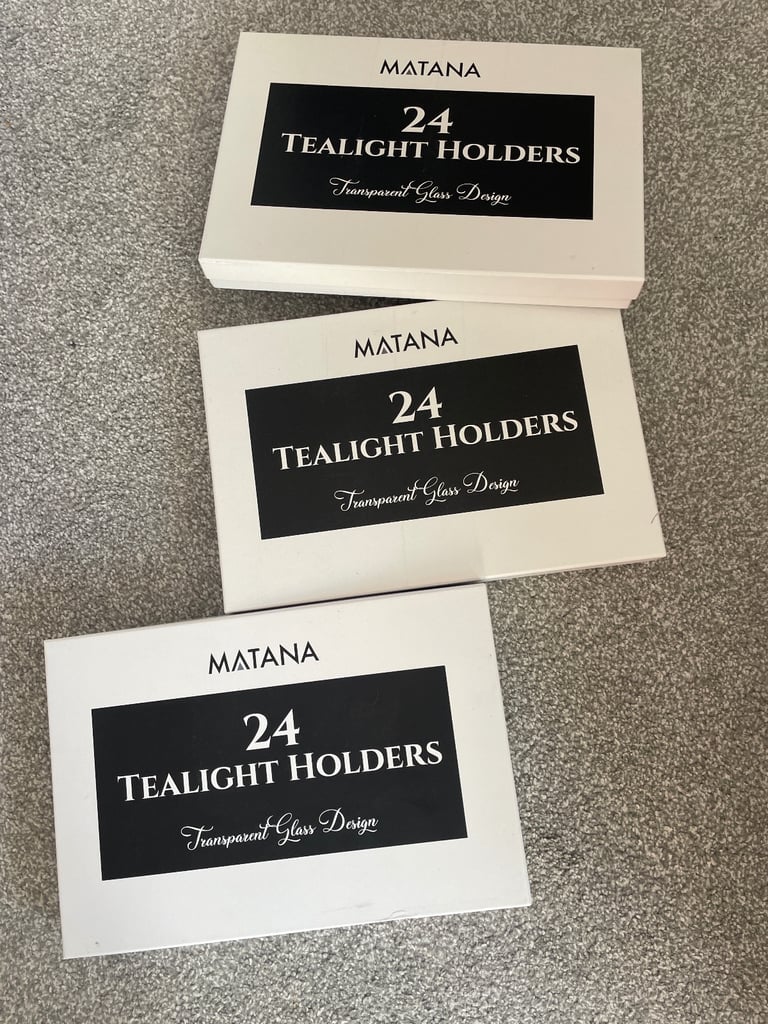 MATANA
24
TEALIGHT HOLDERS
Transparent Glass Design
MATANA
24
TEALIGHT HOLDERS
Transparent Glass Design
MATANA
24
TEALIGHT HOLDERS
Transparent Glass Design